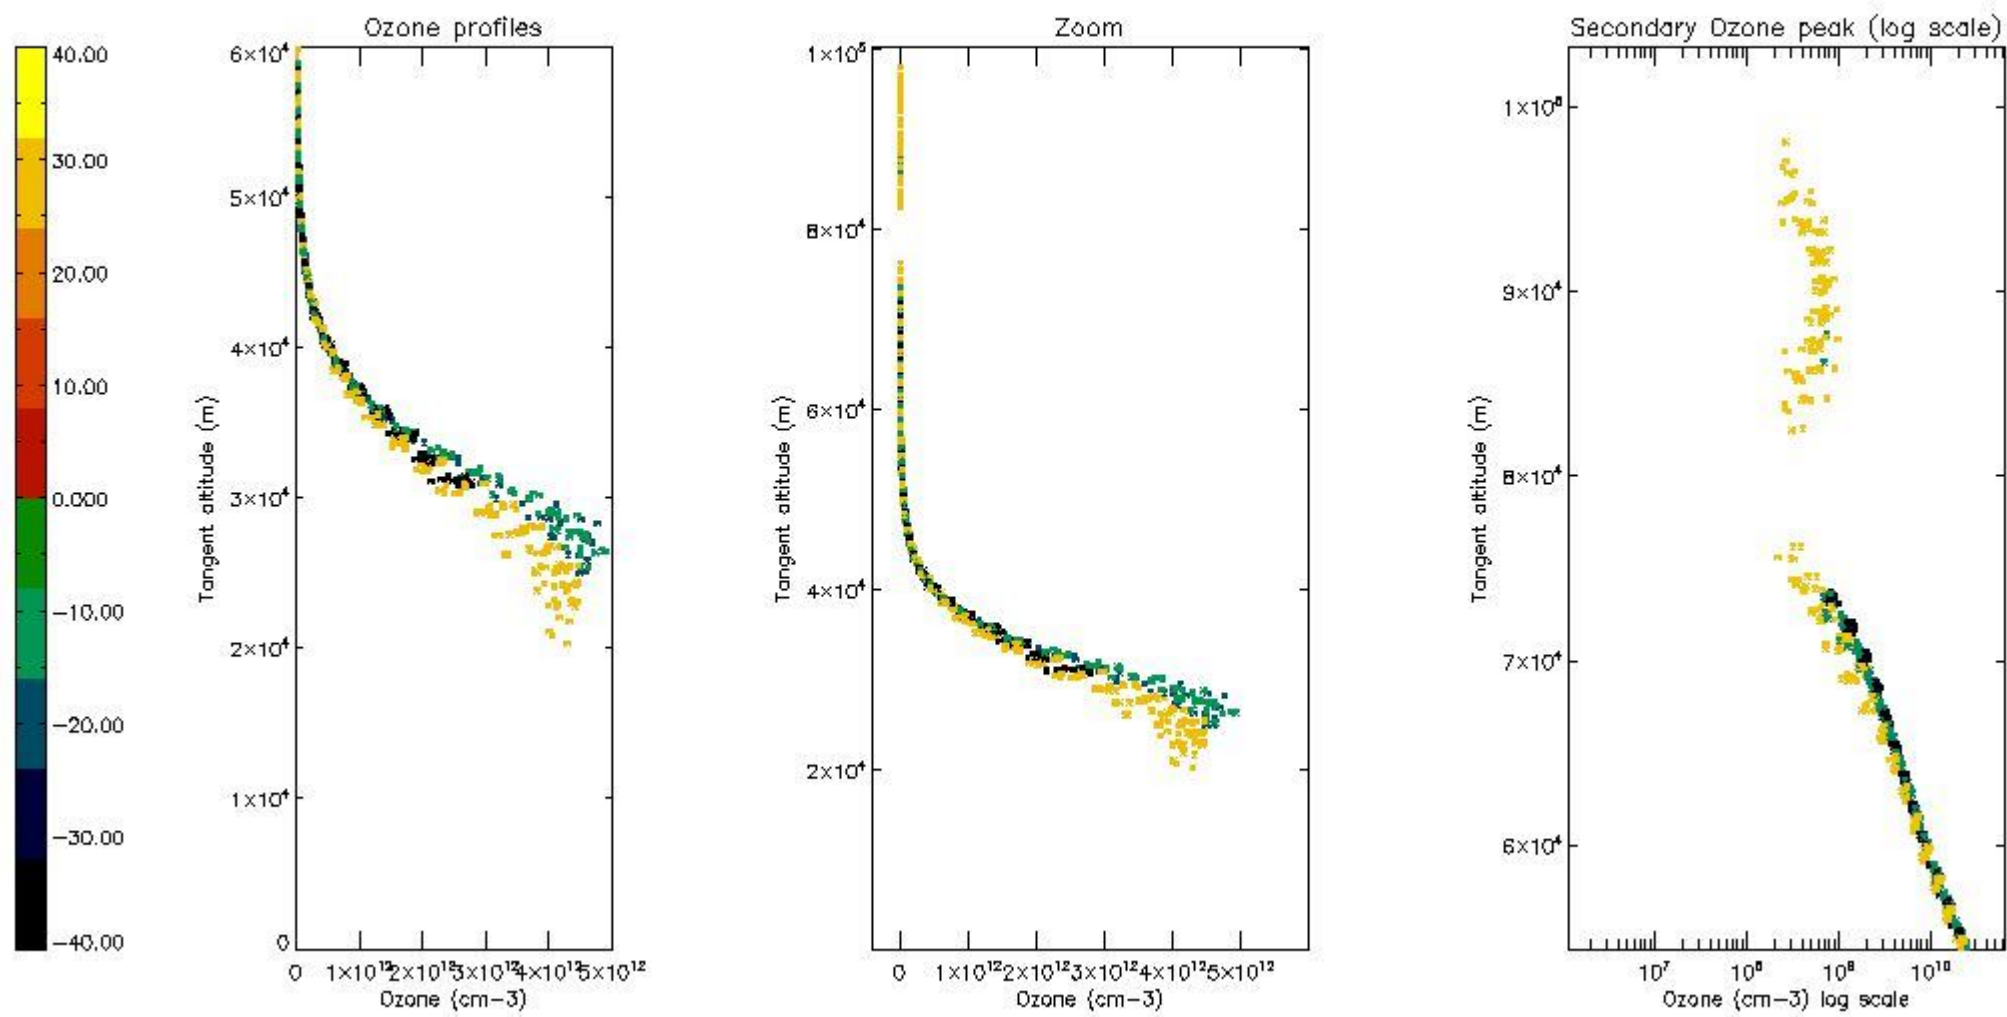 Ozone profiles
Zoom
Secondary Ozone peak (log scale)
40.00
30.00
20.00
10.00
0.000
−10.00
−20.00
−30.00
−40.00
6×10⁴
5×10⁴
4×10⁴
3×10⁴
2×10⁴
1×10⁴
0
Tangent altitude (m)
0 1×10¹² 2×10¹² 3×10¹² 4×10¹² 5×10¹²
Ozone (cm−3)
1×10⁵
8×10⁴
6×10⁴
4×10⁴
2×10⁴
Tangent altitude (m)
0 1×10¹² 2×10¹² 3×10¹² 4×10¹² 5×10¹²
Ozone (cm−3)
9×10⁴
8×10⁴
7×10⁴
6×10⁴
Tangent altitude (m)
10⁷ 10⁸ 10⁹ 10¹⁰
Ozone (cm−3) log scale